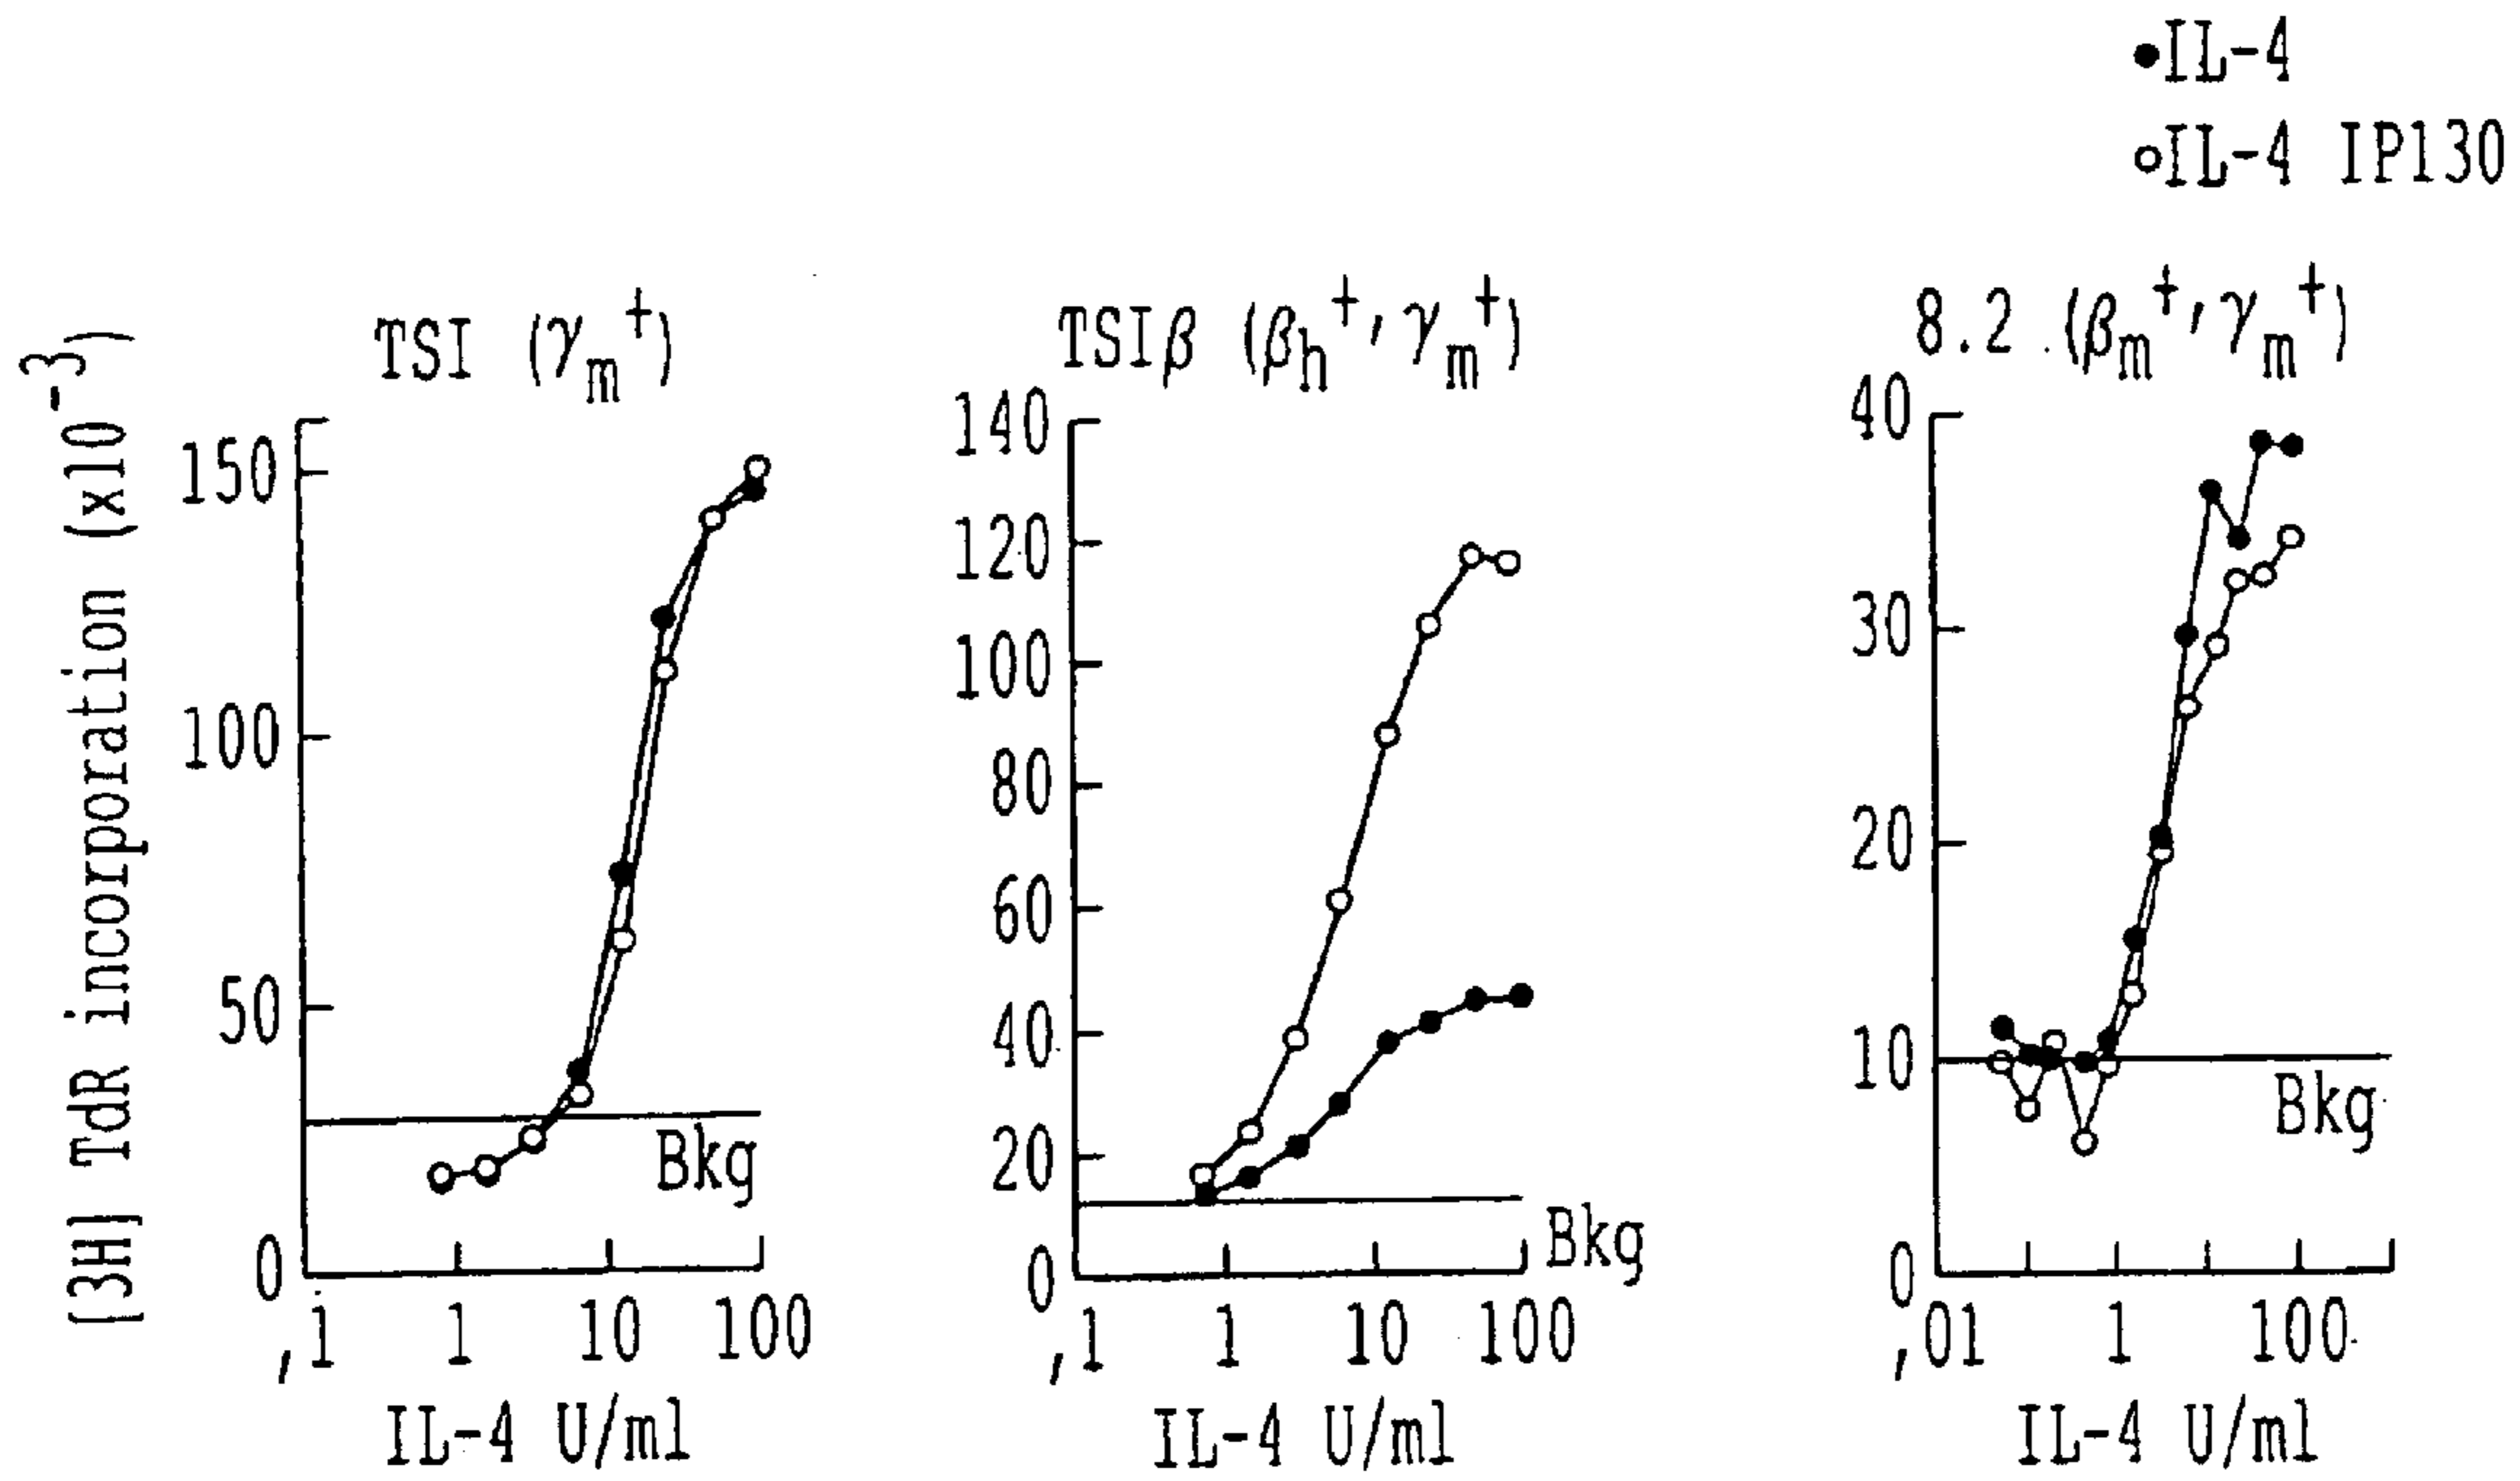 ●IL-4
○IL-4 IP130
TSI (γm+)
TSIβ (βh+, γm+)
8.2 (βm+, γm+)
[3H] TdR incorporation (x10-3)
150
100
50
0
,1 1 10 100
IL-4 U/ml
Bkg
140
120
100
80
60
40
20
0
,1 1 10 100
IL-4 U/ml
Bkg
40
30
20
10
0
,01 1 100
IL-4 U/ml
Bkg